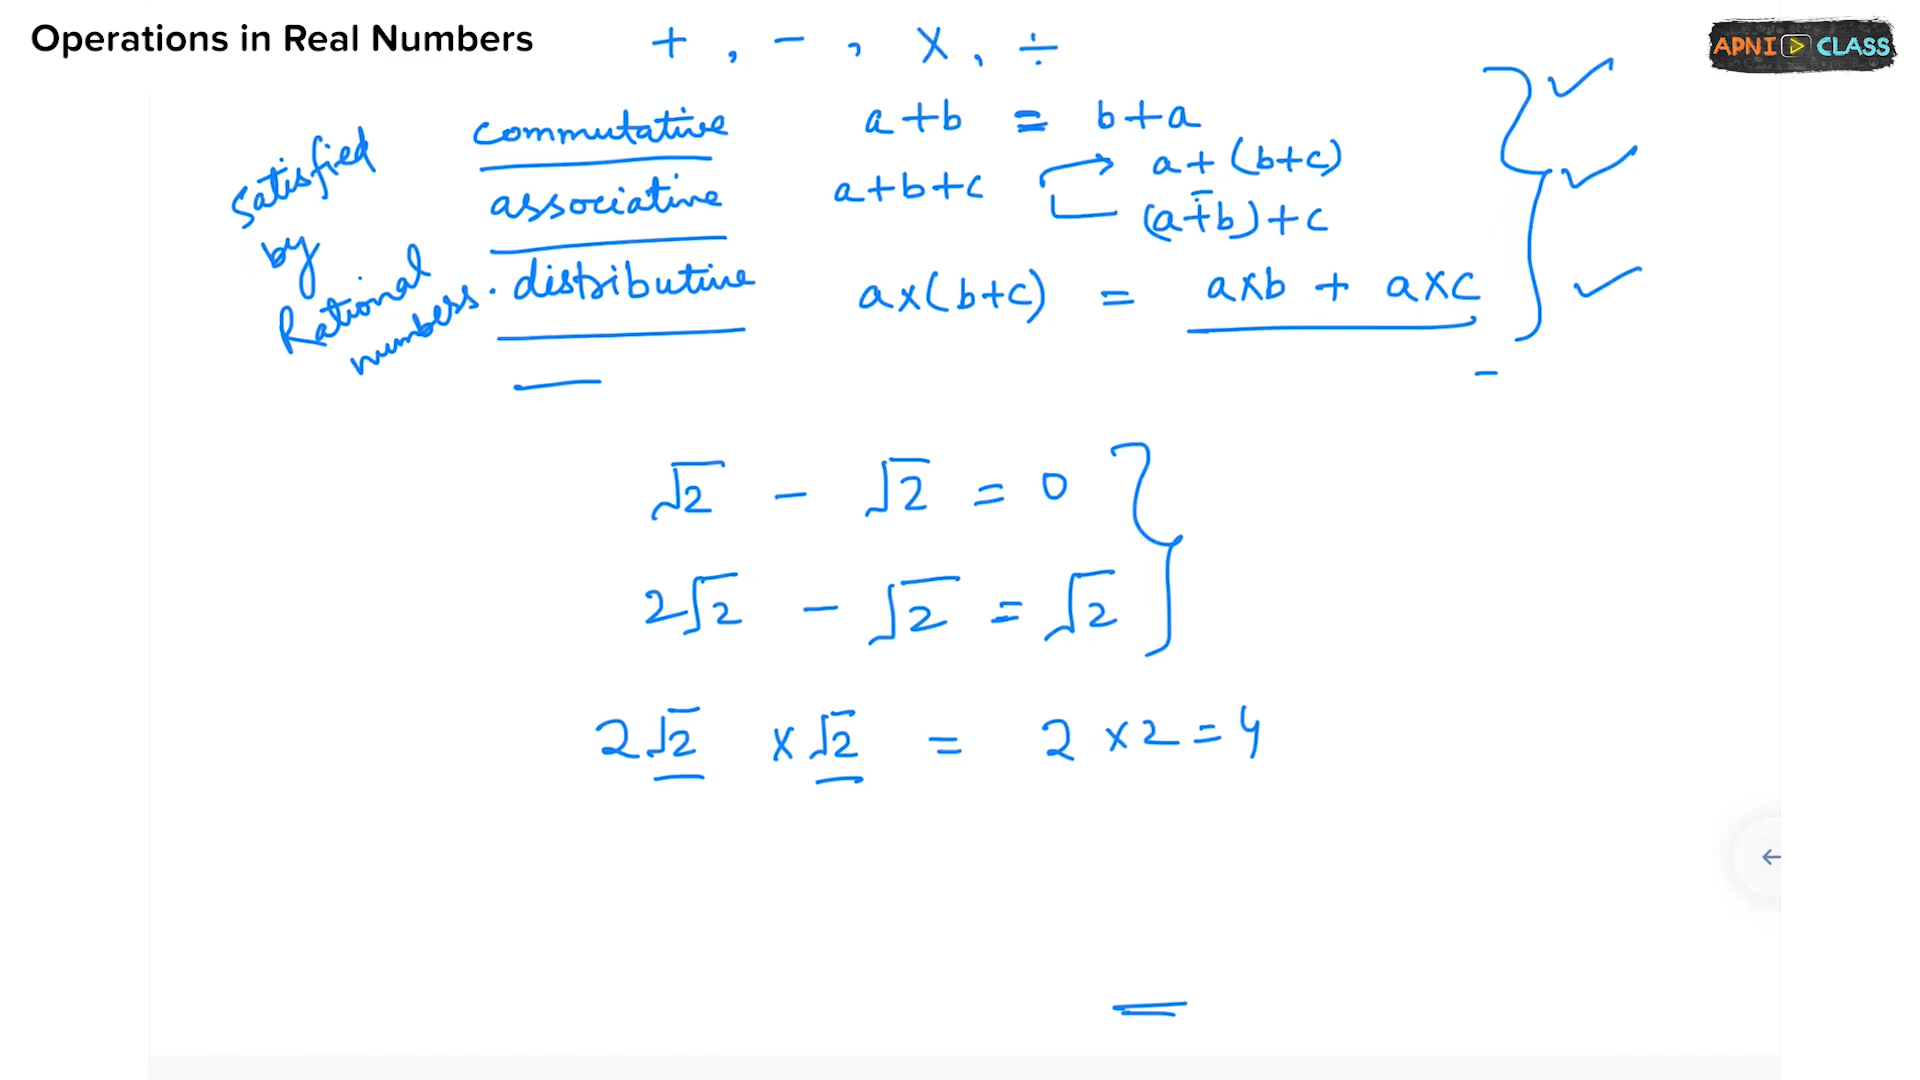 Operations in Real Numbers
+ , - , × , ÷
APNI CLASS
satisfied by Rational numbers.
commutative a+b = b+a
associative a+b+c a+(b+c)
(a+b)+c
distributive a×(b+c) = a×b + a×c
√2 - √2 = 0
2√2 - √2 = √2
2√2 × √2 = 2 × 2 = 4